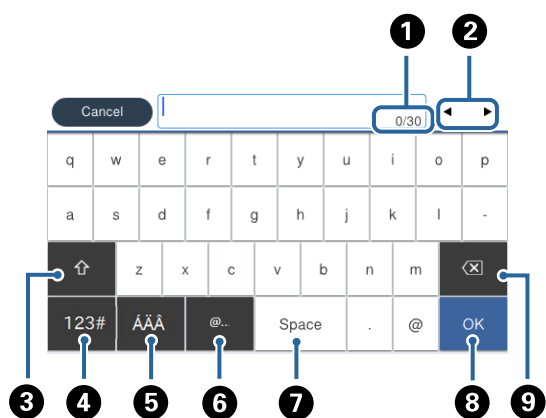 1 2
Cancel
0/30 ◄ ►
q w e r t y u i o p
a s d f g h j k l -
z x c v b n m
123# ÁÄÂ @... Space . @ OK
3 4 5 6 7 8 9